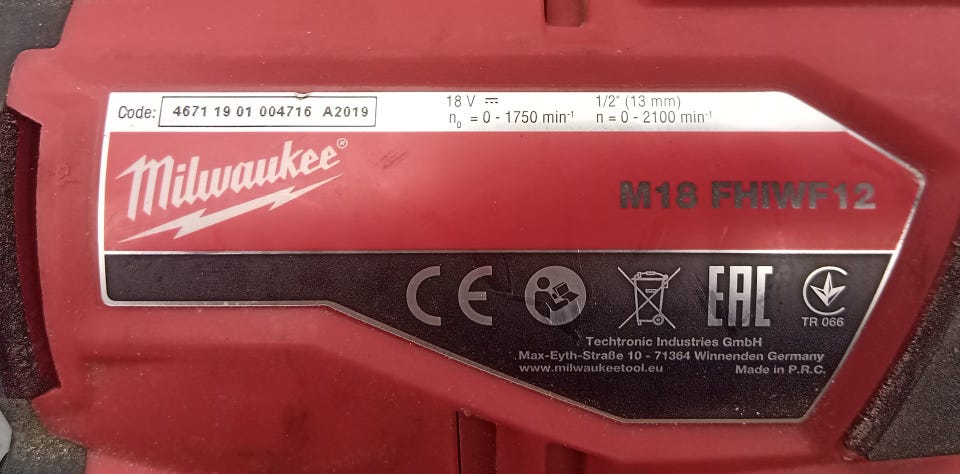 Code: 4671 19 01 004716 A2019
18 V ⎓ 1/2" (13 mm)
n₀ = 0 - 1750 min⁻¹ n = 0 - 2100 min⁻¹
Milwaukee®
M18 FHIWF12
CE EAC
TR 066
Techtronic Industries GmbH
Max-Eyth-Straße 10 - 71364 Winnenden Germany
www.milwaukeetool.eu Made in P.R.C.